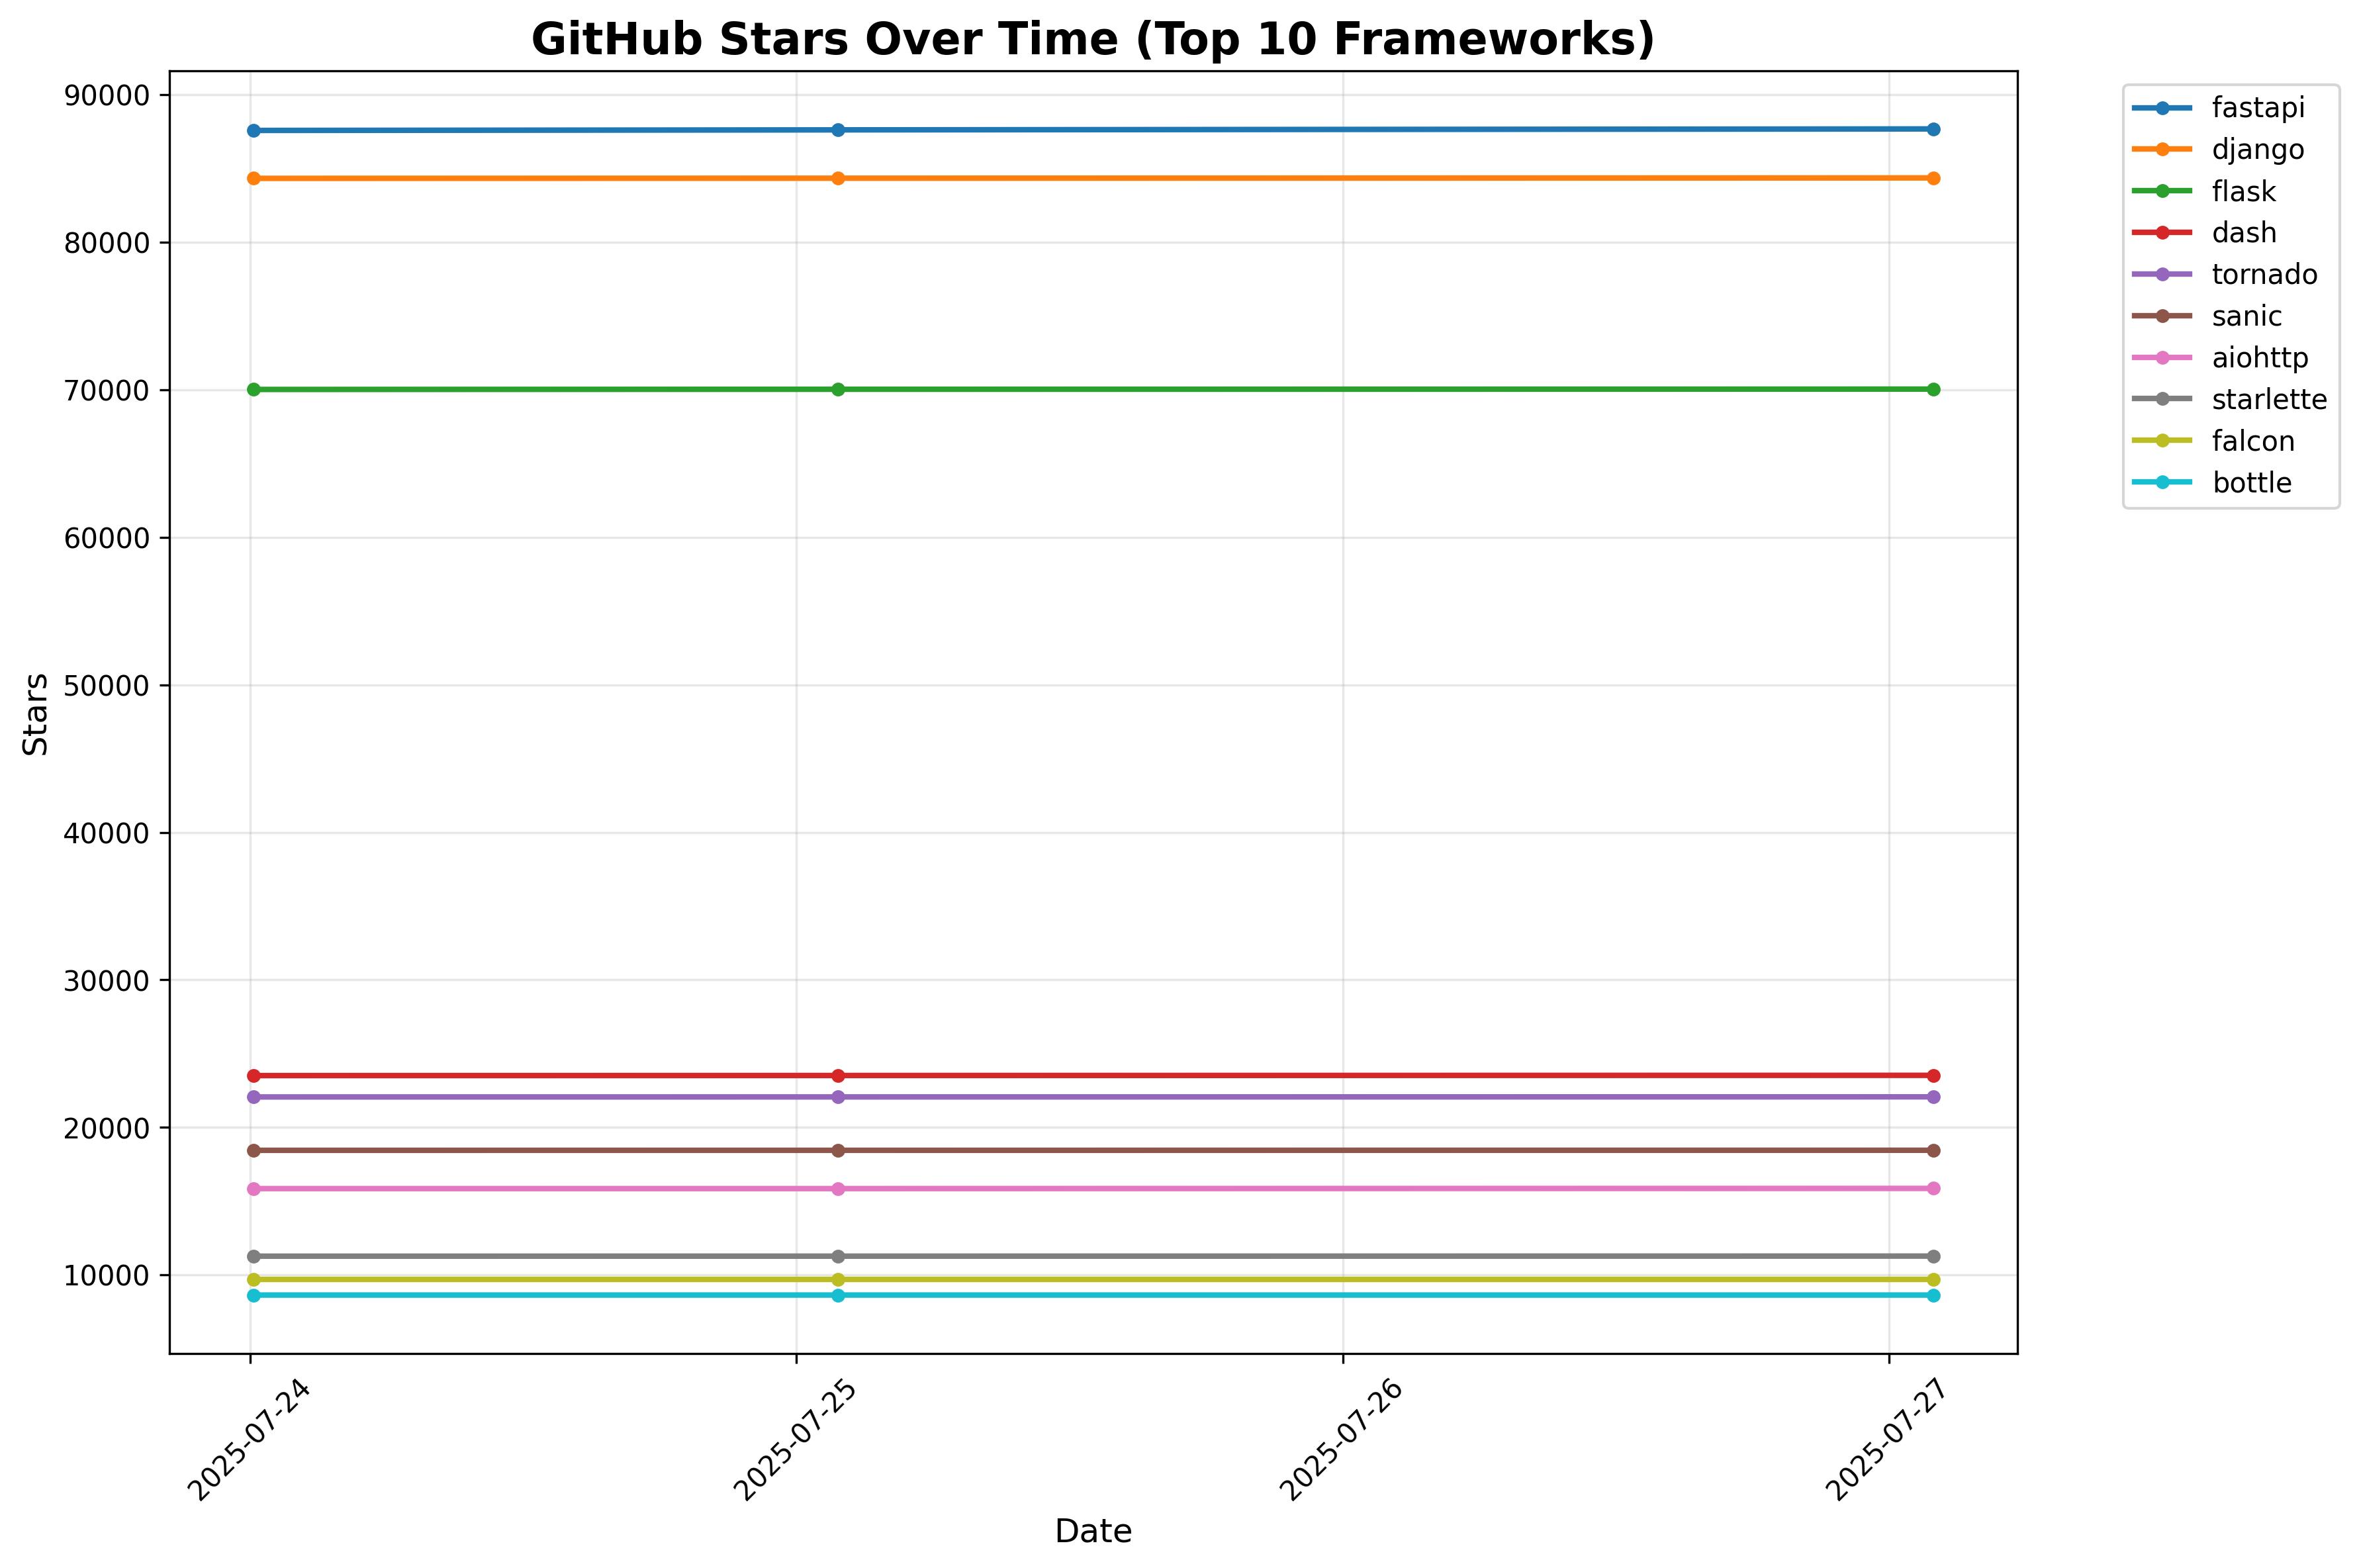 GitHub Stars Over Time (Top 10 Frameworks)
90000
80000
70000
60000
50000
40000
30000
20000
10000
Stars
2025-07-24
2025-07-25
2025-07-26
2025-07-27
Date
fastapi
django
flask
dash
tornado
sanic
aiohttp
starlette
falcon
bottle